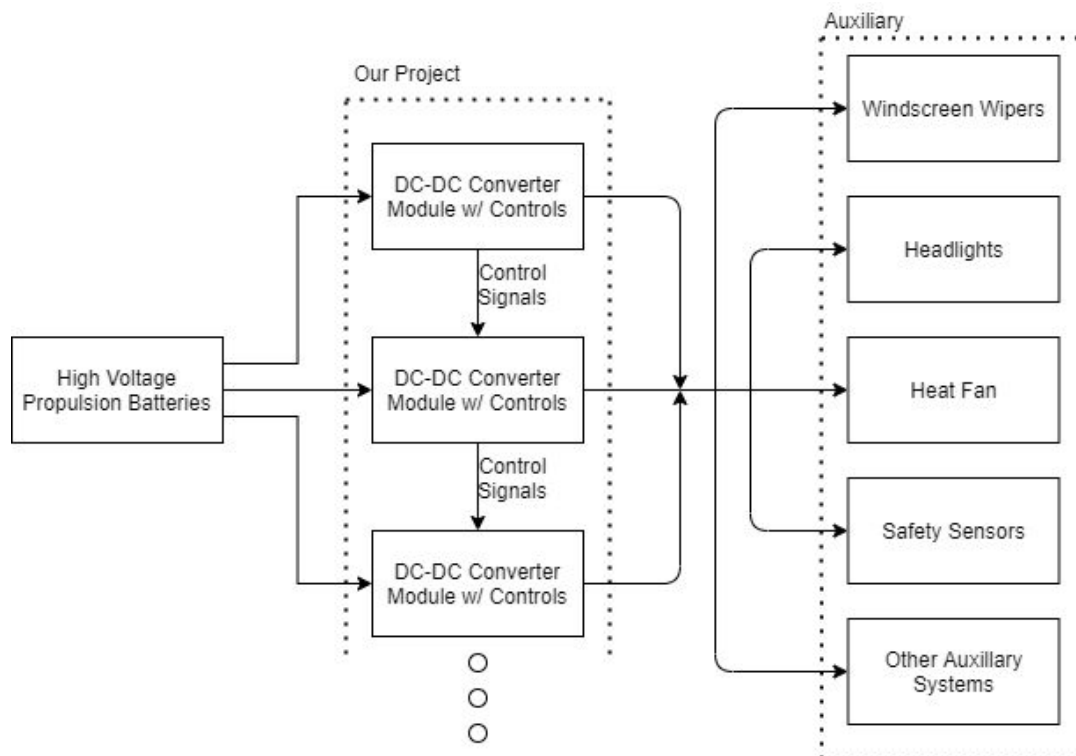 Auxiliary
Our Project
Windscreen Wipers
DC-DC Converter
Module w/ Controls
Headlights
Control
Signals
High Voltage
Propulsion Batteries
DC-DC Converter
Module w/ Controls
Heat Fan
Control
Signals
Safety Sensors
DC-DC Converter
Module w/ Controls
Other Auxillary
Systems